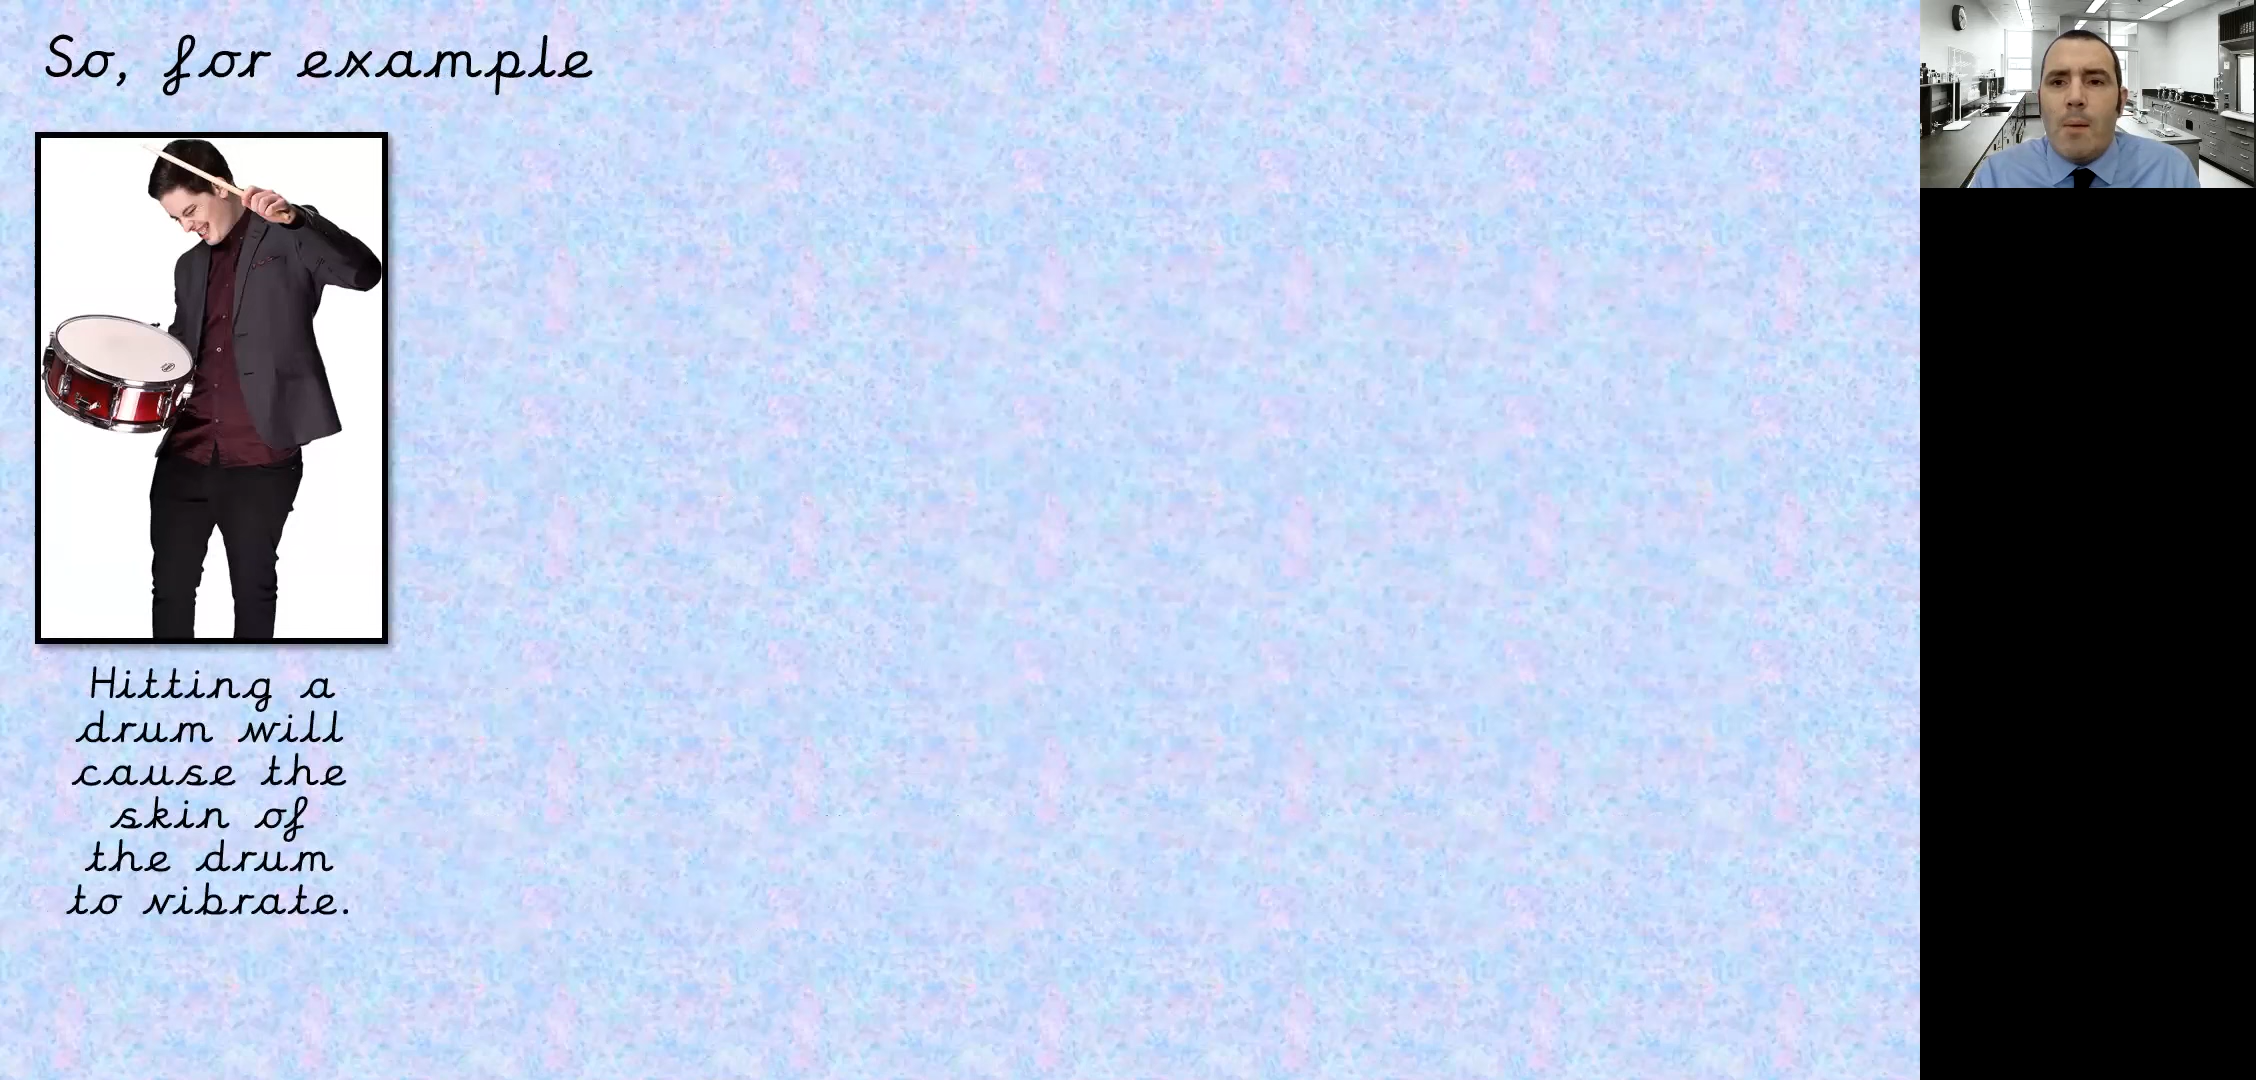 So, for example
Hitting a
drum will
cause the
skin of
the drum
to vibrate.